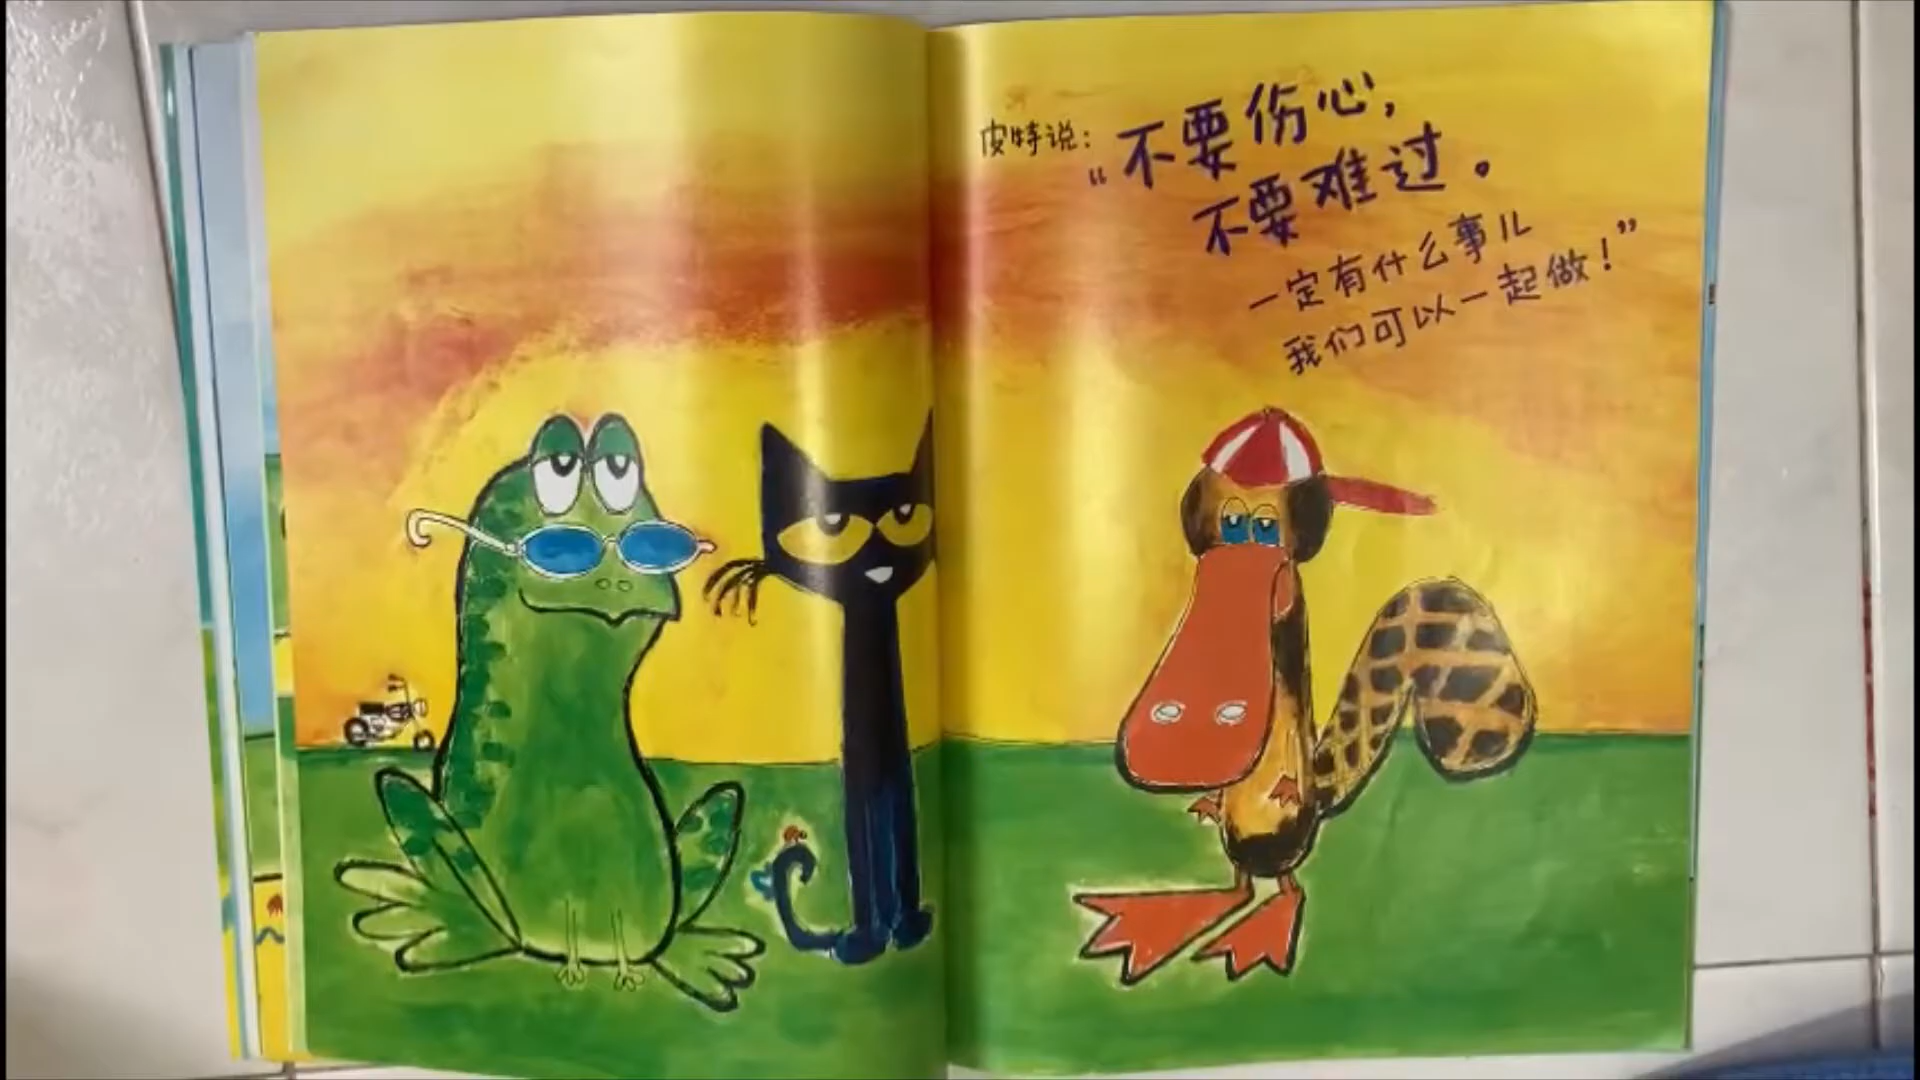 皮特说：“不要伤心，
不要难过。
一定有什么事儿
我们可以一起做！”